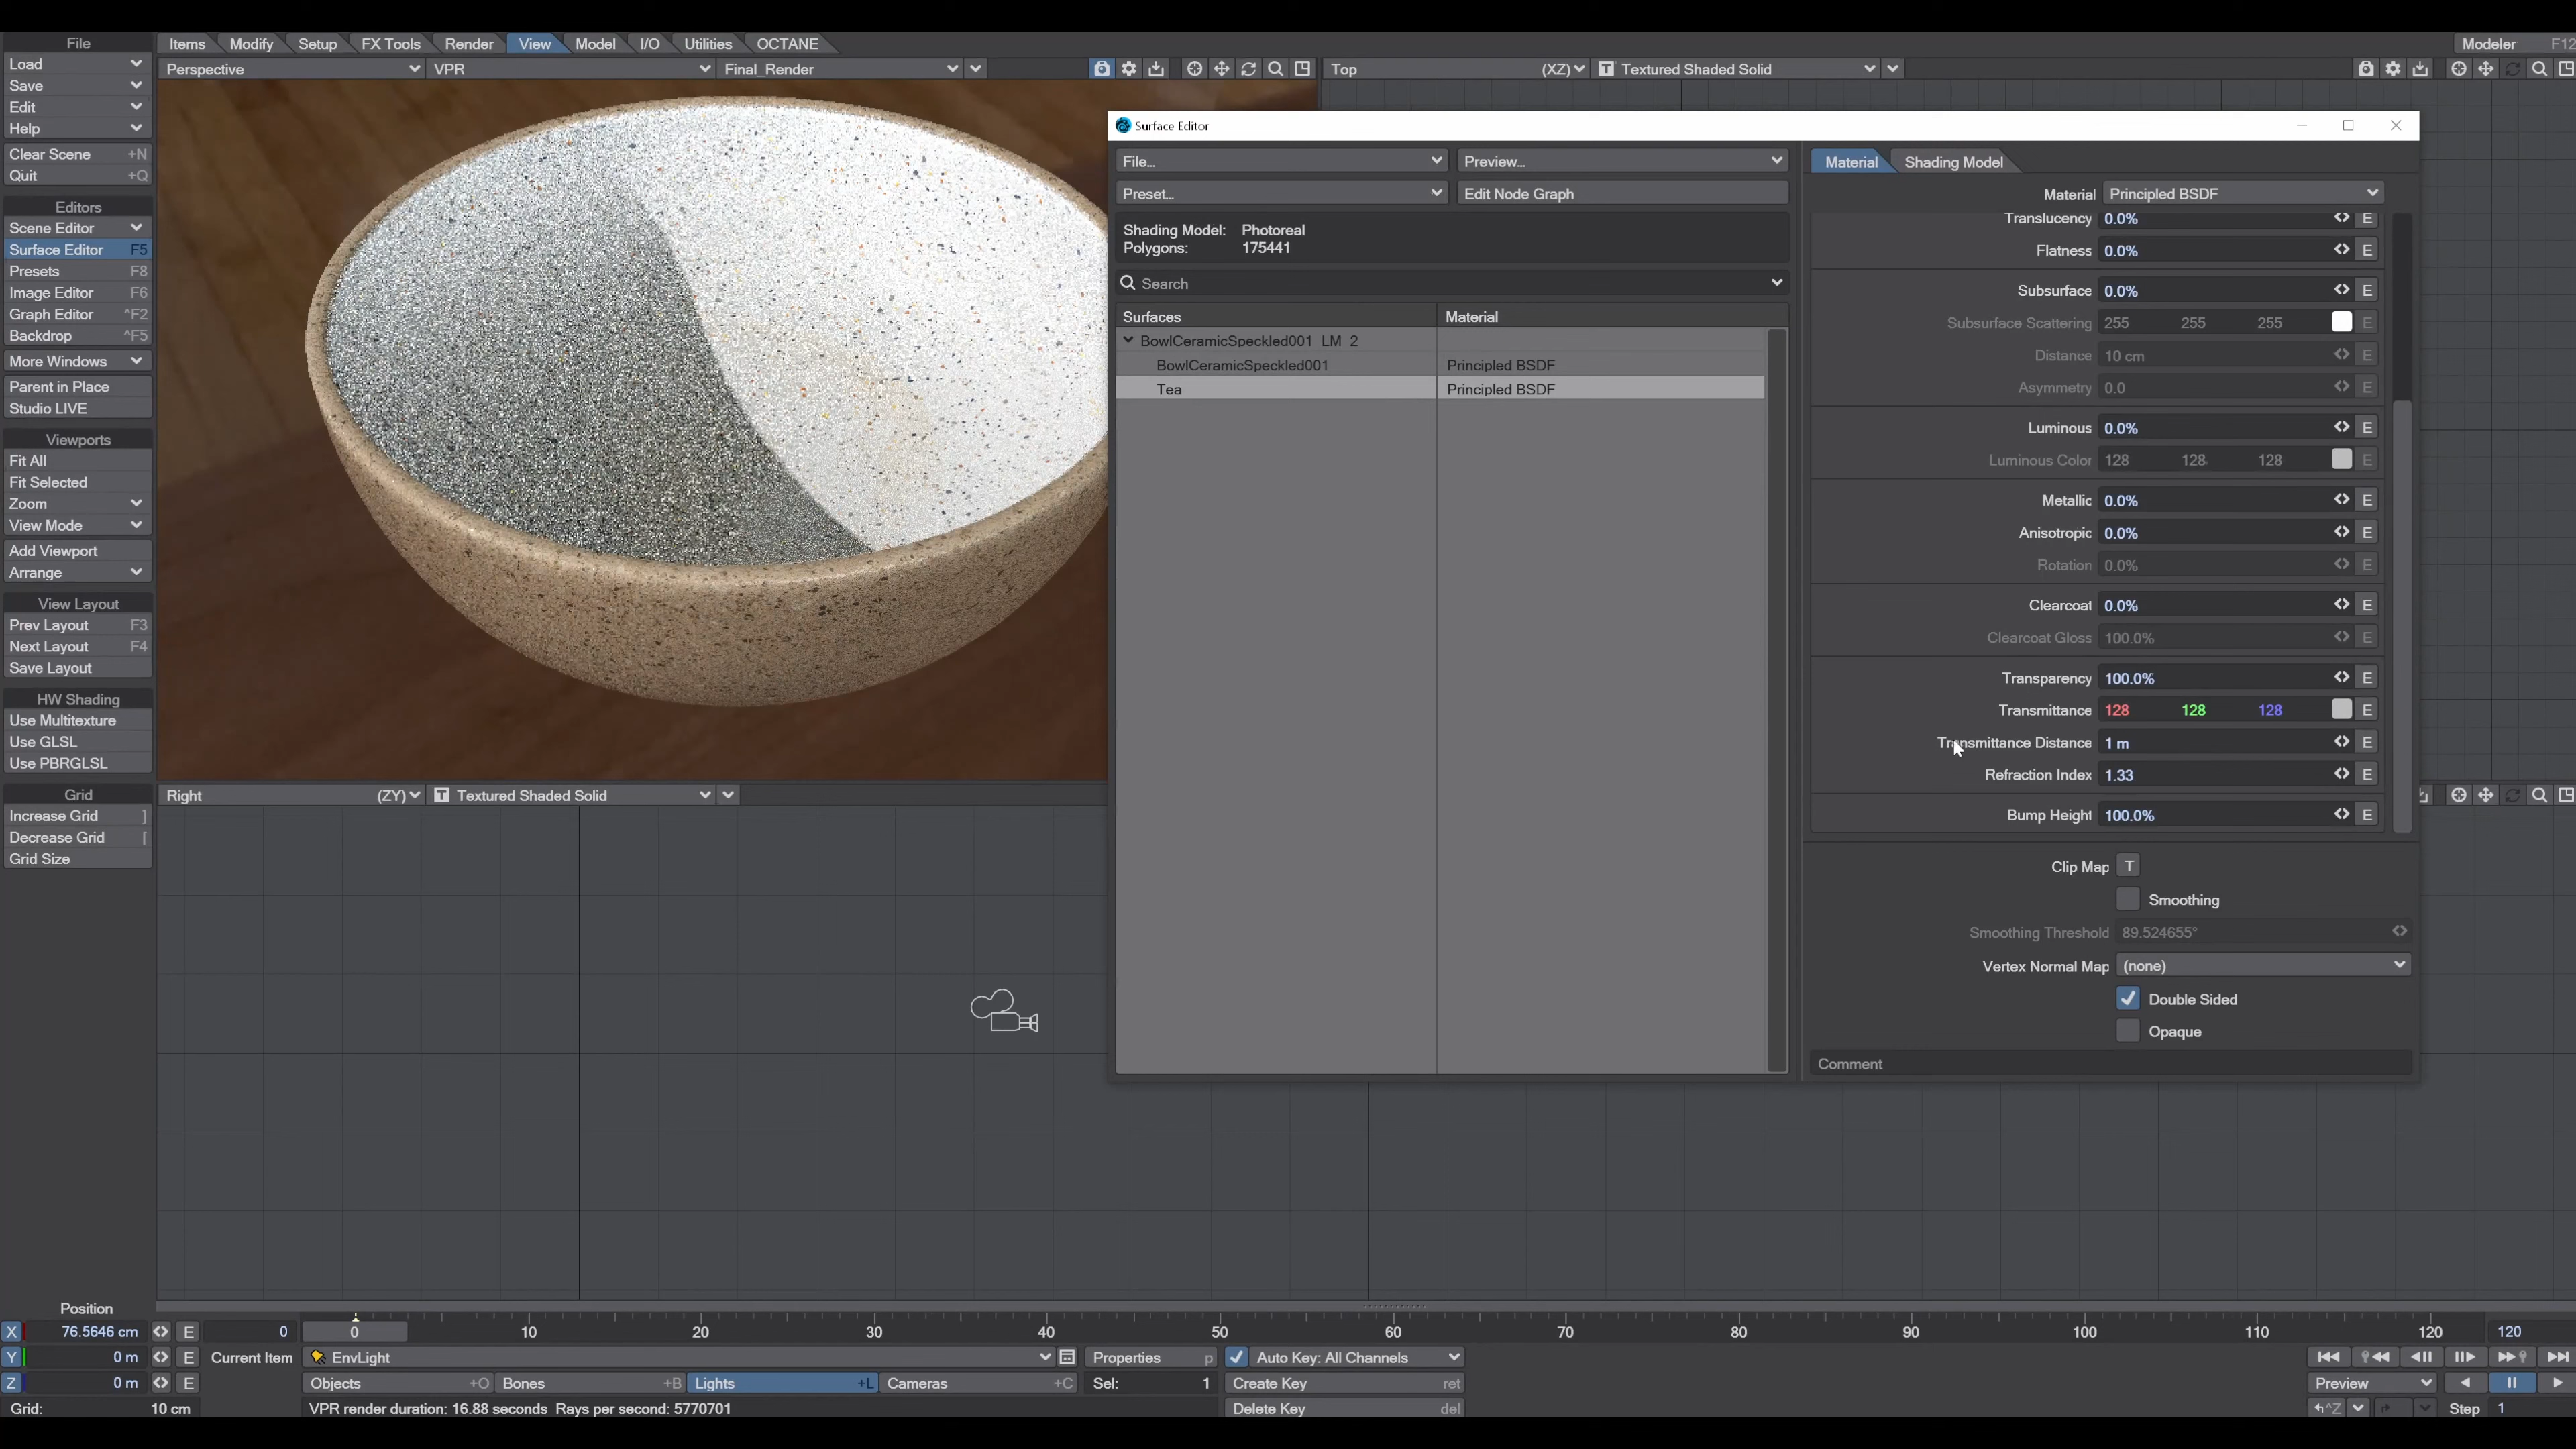 File
Load
Save
Edit
Help
Clear Scene +N
Quit +Q
Editors
Scene Editor
Surface Editor F5
Presets F8
Image Editor F6
Graph Editor ^F2
Backdrop ^F5
More Windows
Parent in Place
Studio LIVE
Viewports
Fit All
Fit Selected
Zoom
View Mode
Add Viewport
Arrange
View Layout
Prev Layout F3
Next Layout F4
Save Layout
HW Shading
Use Multitexture
Use GLSL
Use PBRGLSL
Grid
Increase Grid ]
Decrease Grid [
Grid Size
Items Modify Setup FX Tools Render View Model I/O Utilities OCTANE
Modeler F12
Perspective VPR Final_Render
Top (XZ) T Textured Shaded Solid
Right (ZY) T Textured Shaded Solid
Surface Editor
File... Preview...
Preset... Edit Node Graph
Shading Model: Photoreal
Polygons: 175441
Search
Surfaces Material
BowlCeramicSpeckled001 LM 2
BowlCeramicSpeckled001 Principled BSDF
Tea Principled BSDF
Material Shading Model
Material Principled BSDF
Translucency 0.0% E
Flatness 0.0% E
Subsurface 0.0% E
Subsurface Scattering 255 255 255 E
Distance 10 cm E
Asymmetry 0.0 E
Luminous 0.0% E
Luminous Color 128 128 128 E
Metallic 0.0% E
Anisotropic 0.0% E
Rotation 0.0% E
Clearcoat 0.0% E
Clearcoat Gloss 100.0% E
Transparency 100.0% E
Transmittance 128 128 128 E
Transmittance Distance 1 m E
Refraction Index 1.33 E
Bump Height 100.0% E
Clip Map T
Smoothing
Smoothing Threshold 89.524655°
Vertex Normal Map (none)
Double Sided
Opaque
Comment
0 10 20 30 40 50 60 70 80 90 100 110 120
Position
X 76.5646 cm E 0 120
Y 0 m E Current Item EnvLight Properties p Auto Key: All Channels
Z 0 m E Objects +O Bones +B Lights +L Cameras +C Sel: 1 Create Key ret Preview
Grid: 10 cm VPR render duration: 16.88 seconds Rays per second: 5770701 Delete Key del ^Z Step 1